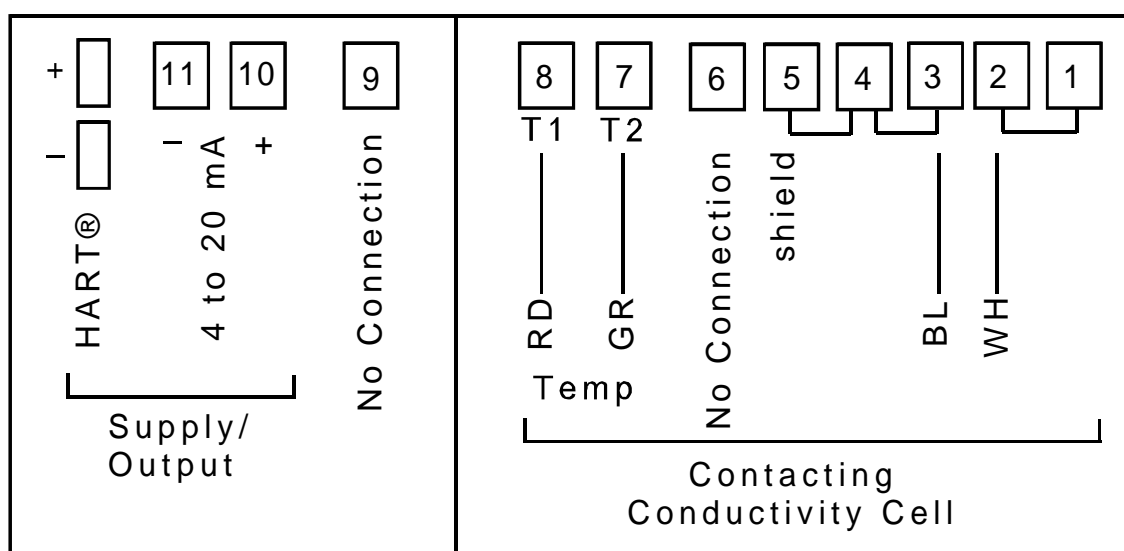 + 11 10 9 8 7 6 5 4 3 2 1
− − + T1 T2
HART®
4 to 20 mA
No Connection
RD
GR
No Connection
shield
BL
WH
Temp
Supply/
Output
Contacting
Conductivity Cell